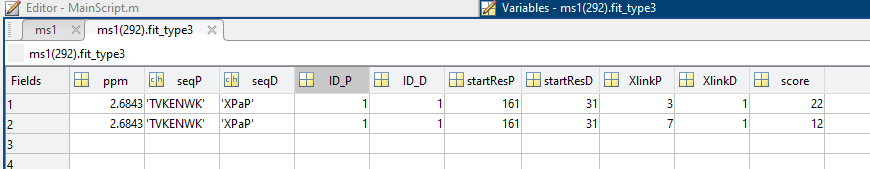 Editor - MainScript.m Variables - ms1(292).fit_type3
ms1 ms1(292).fit_type3
ms1(292).fit_type3
Fields ppm seqP seqD ID_P ID_D startResP startResD XlinkP XlinkD score
1 2.6843 'TVKENWK' 'XPaP' 1 1 161 31 3 1 22
2 2.6843 'TVKENWK' 'XPaP' 1 1 161 31 7 1 12
3
4